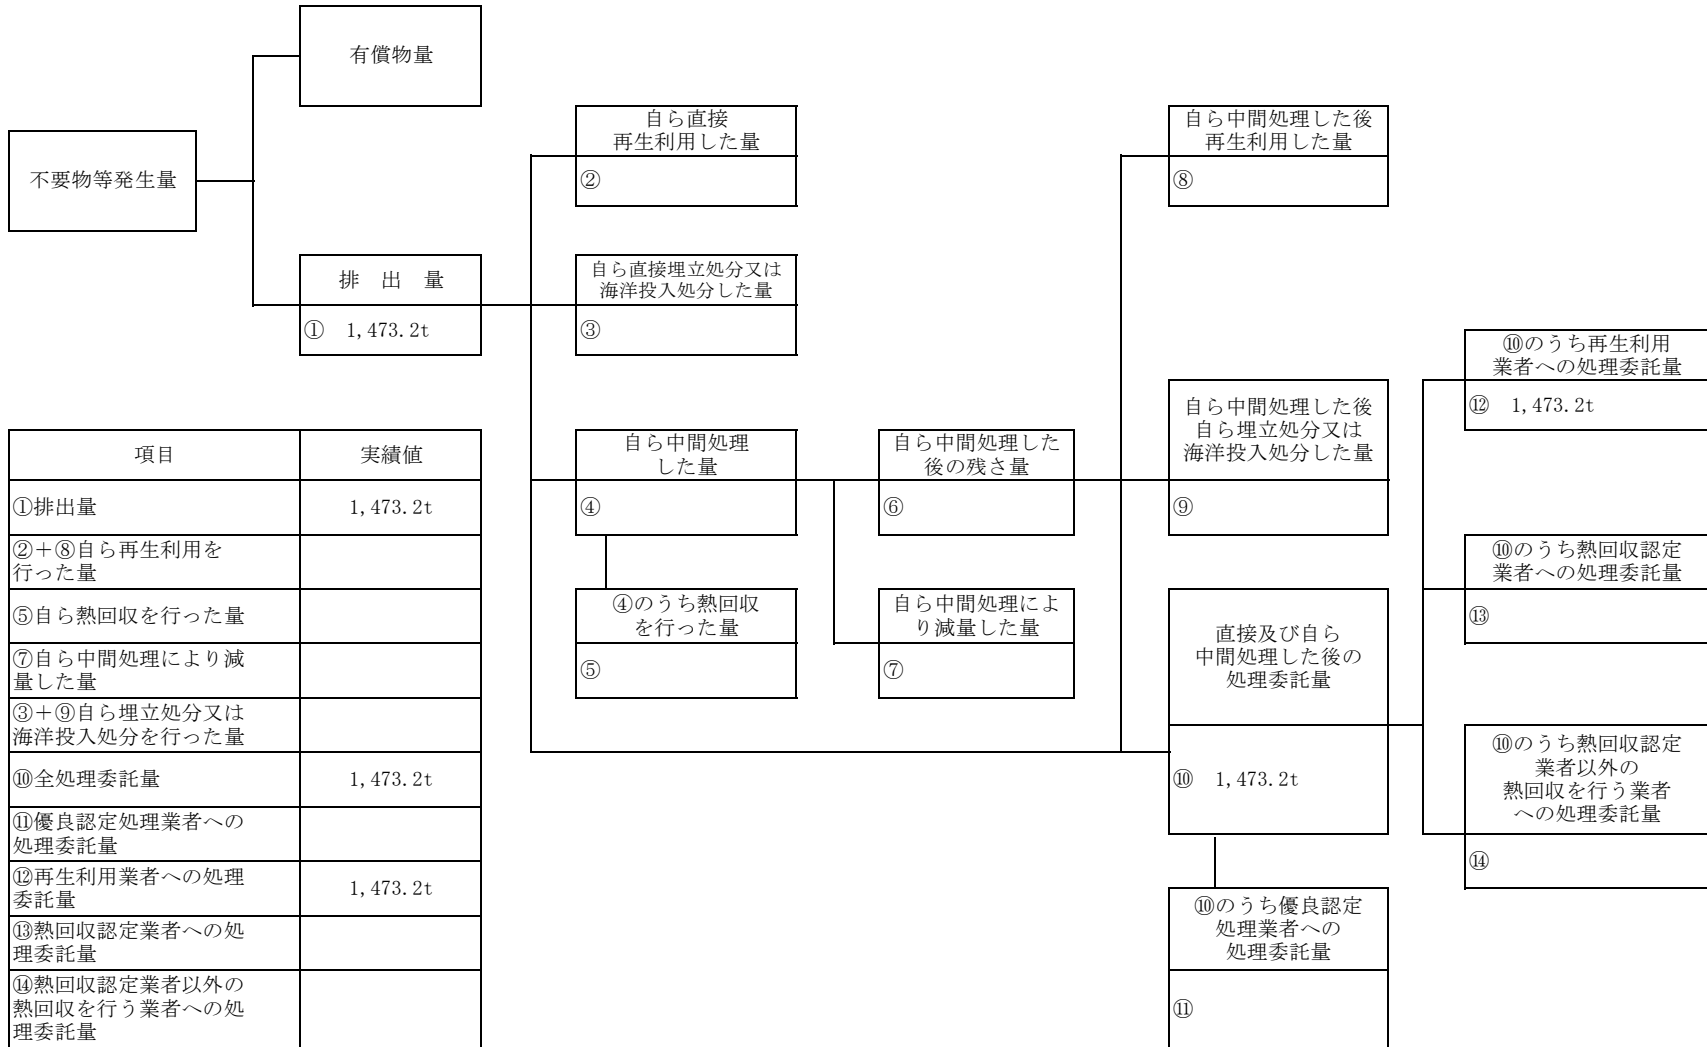 有償物量
不要物等発生量
排 出 量
① 1,473.2t
自ら直接
再生利用した量
②
自ら直接埋立処分又は
海洋投入処分した量
③
自ら中間処理
した量
④
④のうち熱回収
を行った量
⑤
自ら中間処理した
後の残さ量
⑥
自ら中間処理によ
り減量した量
⑦
自ら中間処理した後
再生利用した量
⑧
自ら中間処理した後
自ら埋立処分又は
海洋投入処分した量
⑨
直接及び自ら
中間処理した後の
処理委託量
⑩ 1,473.2t
⑩のうち優良認定
処理業者への
処理委託量
⑪
⑩のうち再生利用
業者への処理委託量
⑫ 1,473.2t
⑩のうち熱回収認定
業者への処理委託量
⑬
⑩のうち熱回収認定
業者以外の
熱回収を行う業者
への処理委託量
⑭
項目 実績値
①排出量 1,473.2t
②+⑧自ら再生利用を
行った量
⑤自ら熱回収を行った量
⑦自ら中間処理により減
量した量
③+⑨自ら埋立処分又は
海洋投入処分を行った量
⑩全処理委託量 1,473.2t
⑪優良認定処理業者への
処理委託量
⑫再生利用業者への処理
委託量 1,473.2t
⑬熱回収認定業者への処
理委託量
⑭熱回収認定業者以外の
熱回収を行う業者への処
理委託量